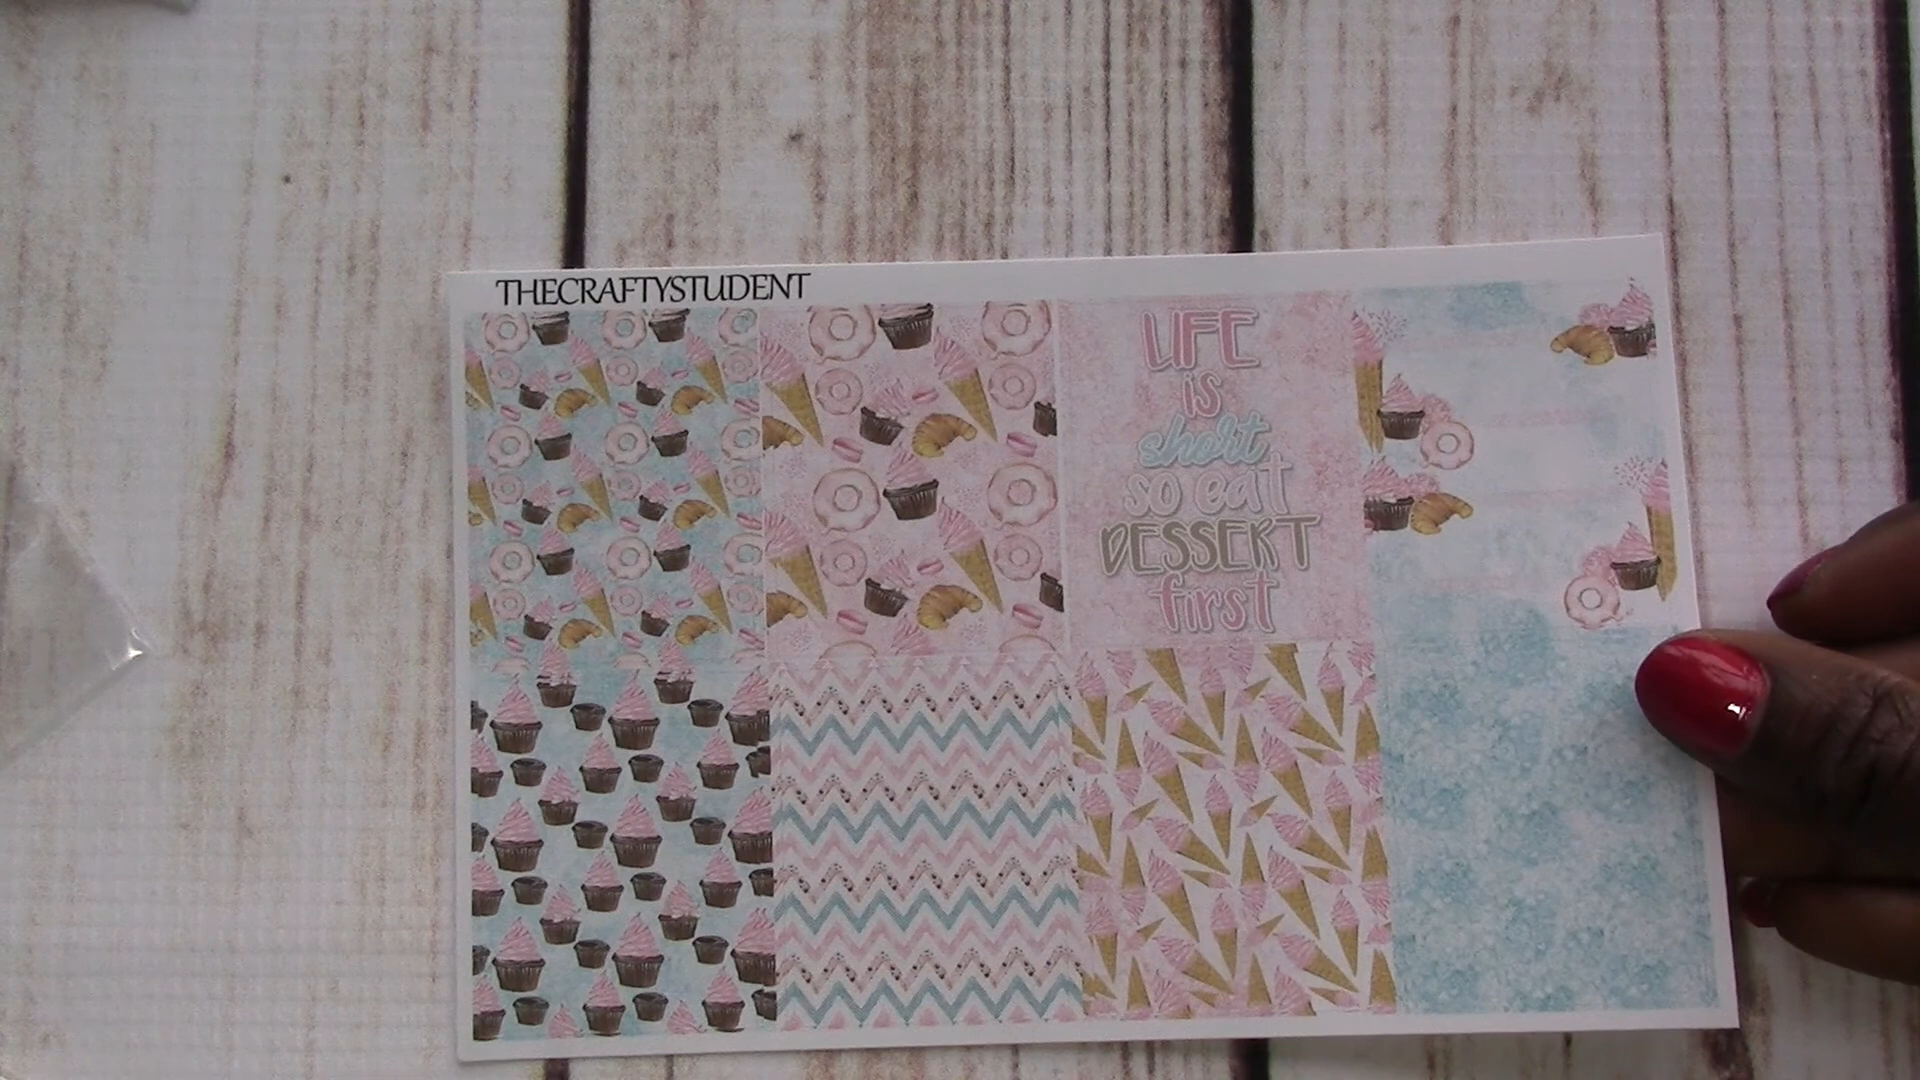 THECRAFTYSTUDENT
LIFE
is
short
so eat
DESSERT
first